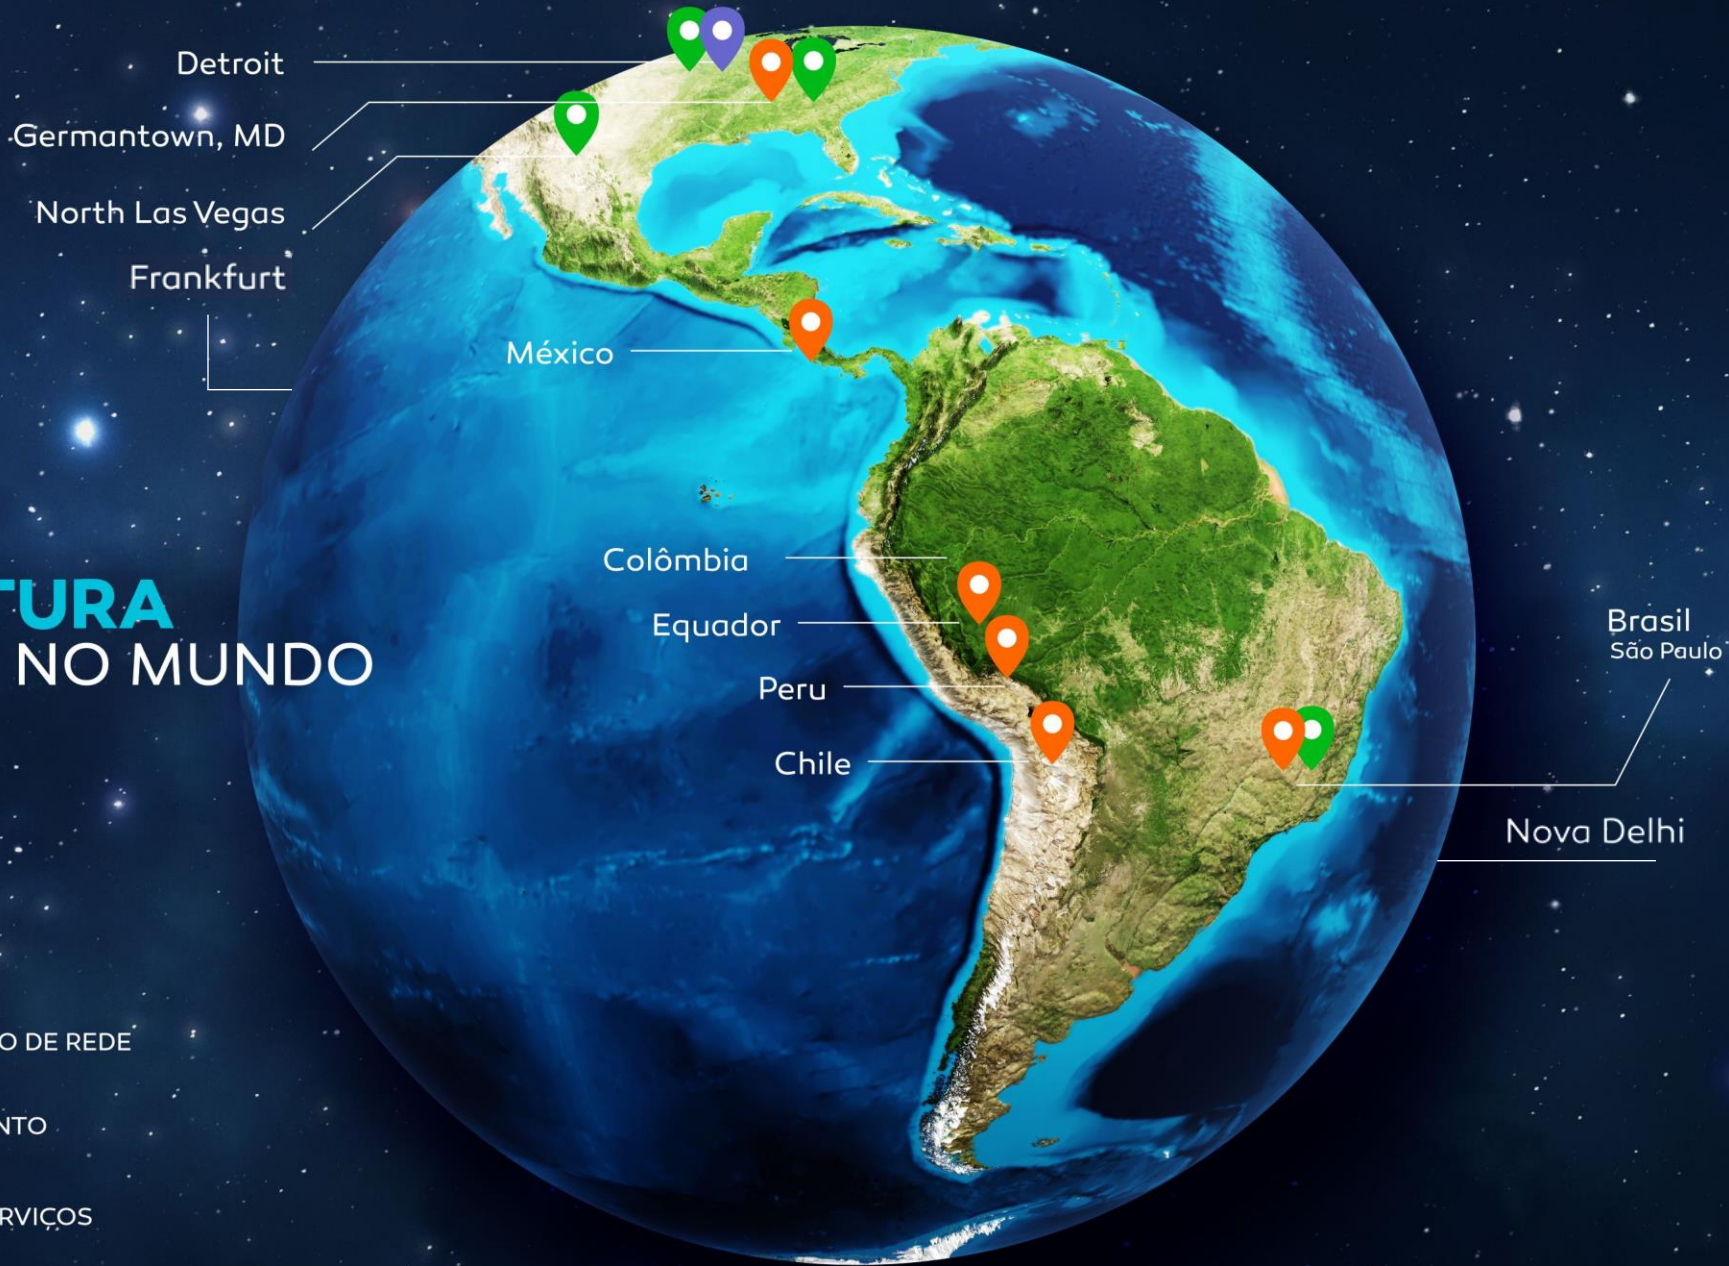 Detroit
Germantown, MD
North Las Vegas
Frankfurt
México
Colômbia
Equador
Peru
Chile
Brasil
São Paulo
Nova Delhi
TURA
NO MUNDO
O DE REDE
NTO
RVIÇOS